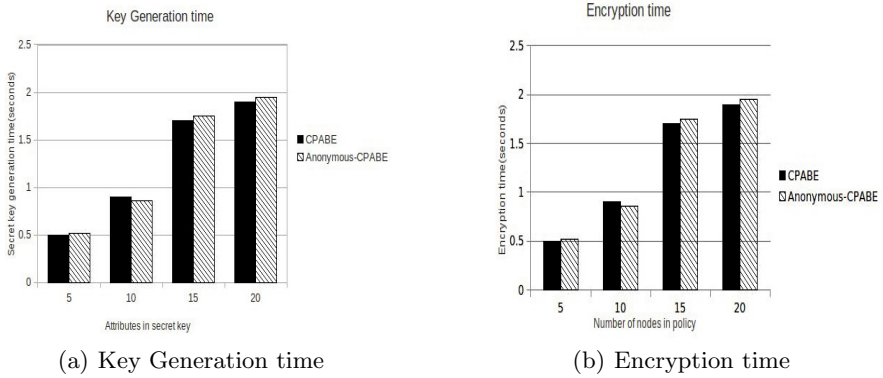 Key Generation time
2.5
2
1.5
1
0.5
0
Secret key generation time(seconds)
5 10 15 20
Attributes in secret key
CPABE
Anonymous-CPABE
(a) Key Generation time
Encryption time
2.5
2
1.5
1
0.5
0
Encryption time(seconds)
5 10 15 20
Number of nodes in policy
CPABE
Anonymous-CPABE
(b) Encryption time